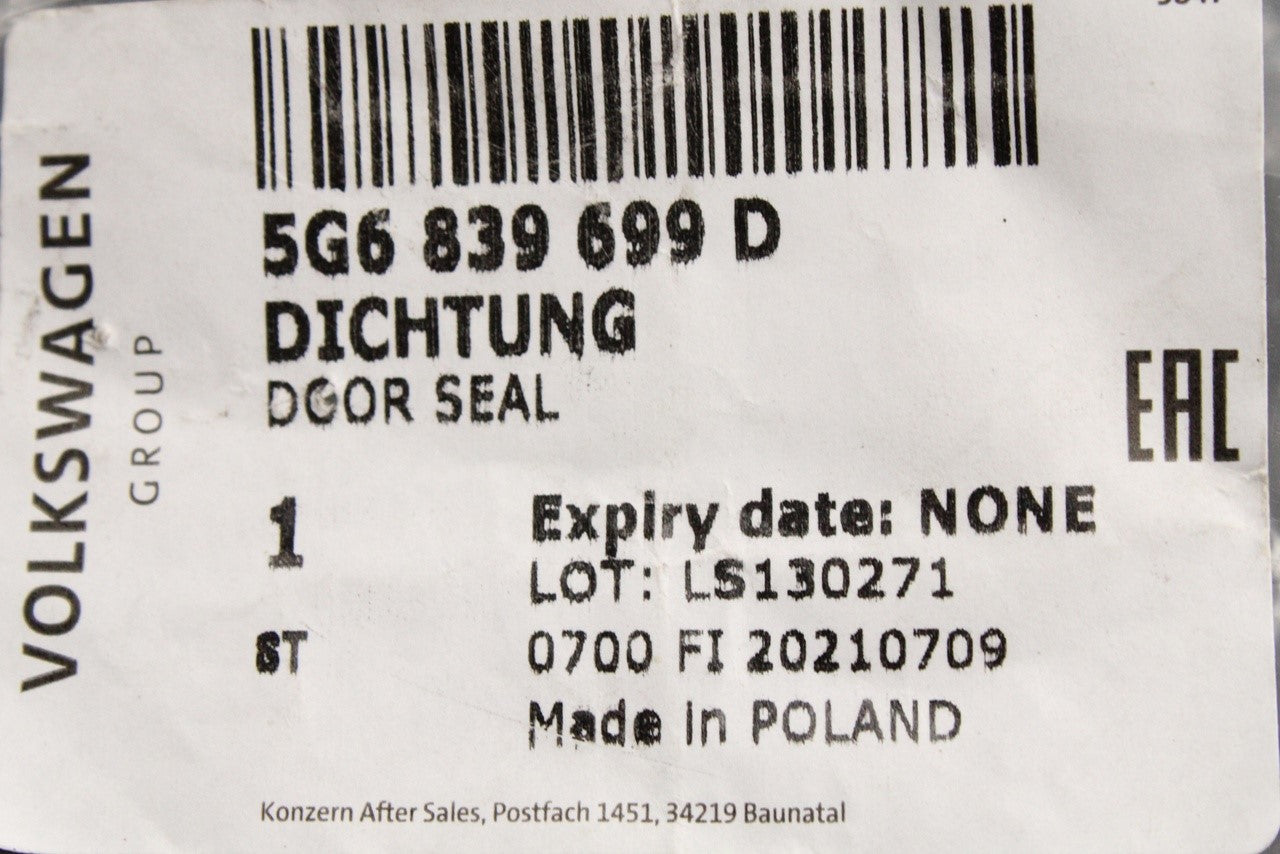 VOLKSWAGEN
GROUP
5G6 839 699 D
DICHTUNG
DOOR SEAL
EAC
1
Expiry date: NONE
LOT: LS130271
ST
0700 FI 20210709
Made in POLAND
Konzern After Sales, Postfach 1451, 34219 Baunatal